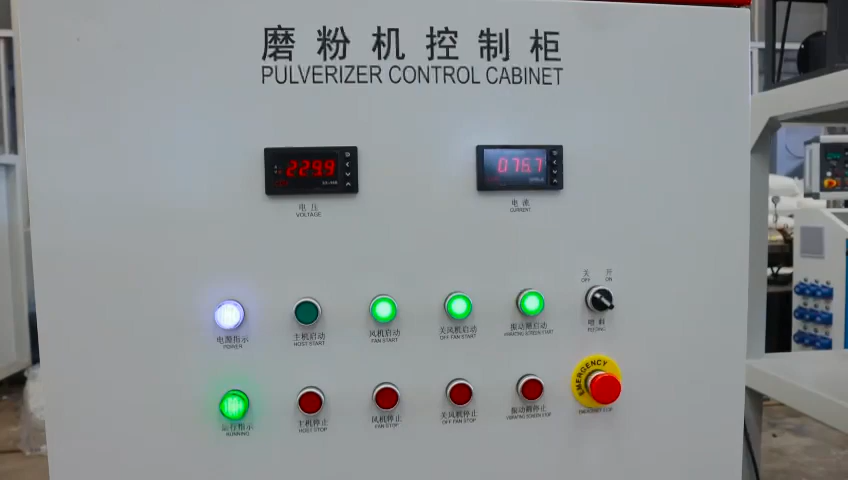 磨粉机控制柜
PULVERIZER CONTROL CABINET
229.9
076.7
电压
VOLTAGE
电流
CURRENT
关 开
OFF ON
电源指示
POWER
主机启动
HOST START
风机启动
FAN START
关风机启动
OFF FAN START
振动筛启动
VIBRATING SCREEN START
喂料
EMERGENCY
运行指示
RUNNING
主机停止
HOST STOP
风机停止
FAN STOP
关风机停止
OFF FAN STOP
振动筛停止
VIBRATING SCREEN STOP
EMERGENCY STOP